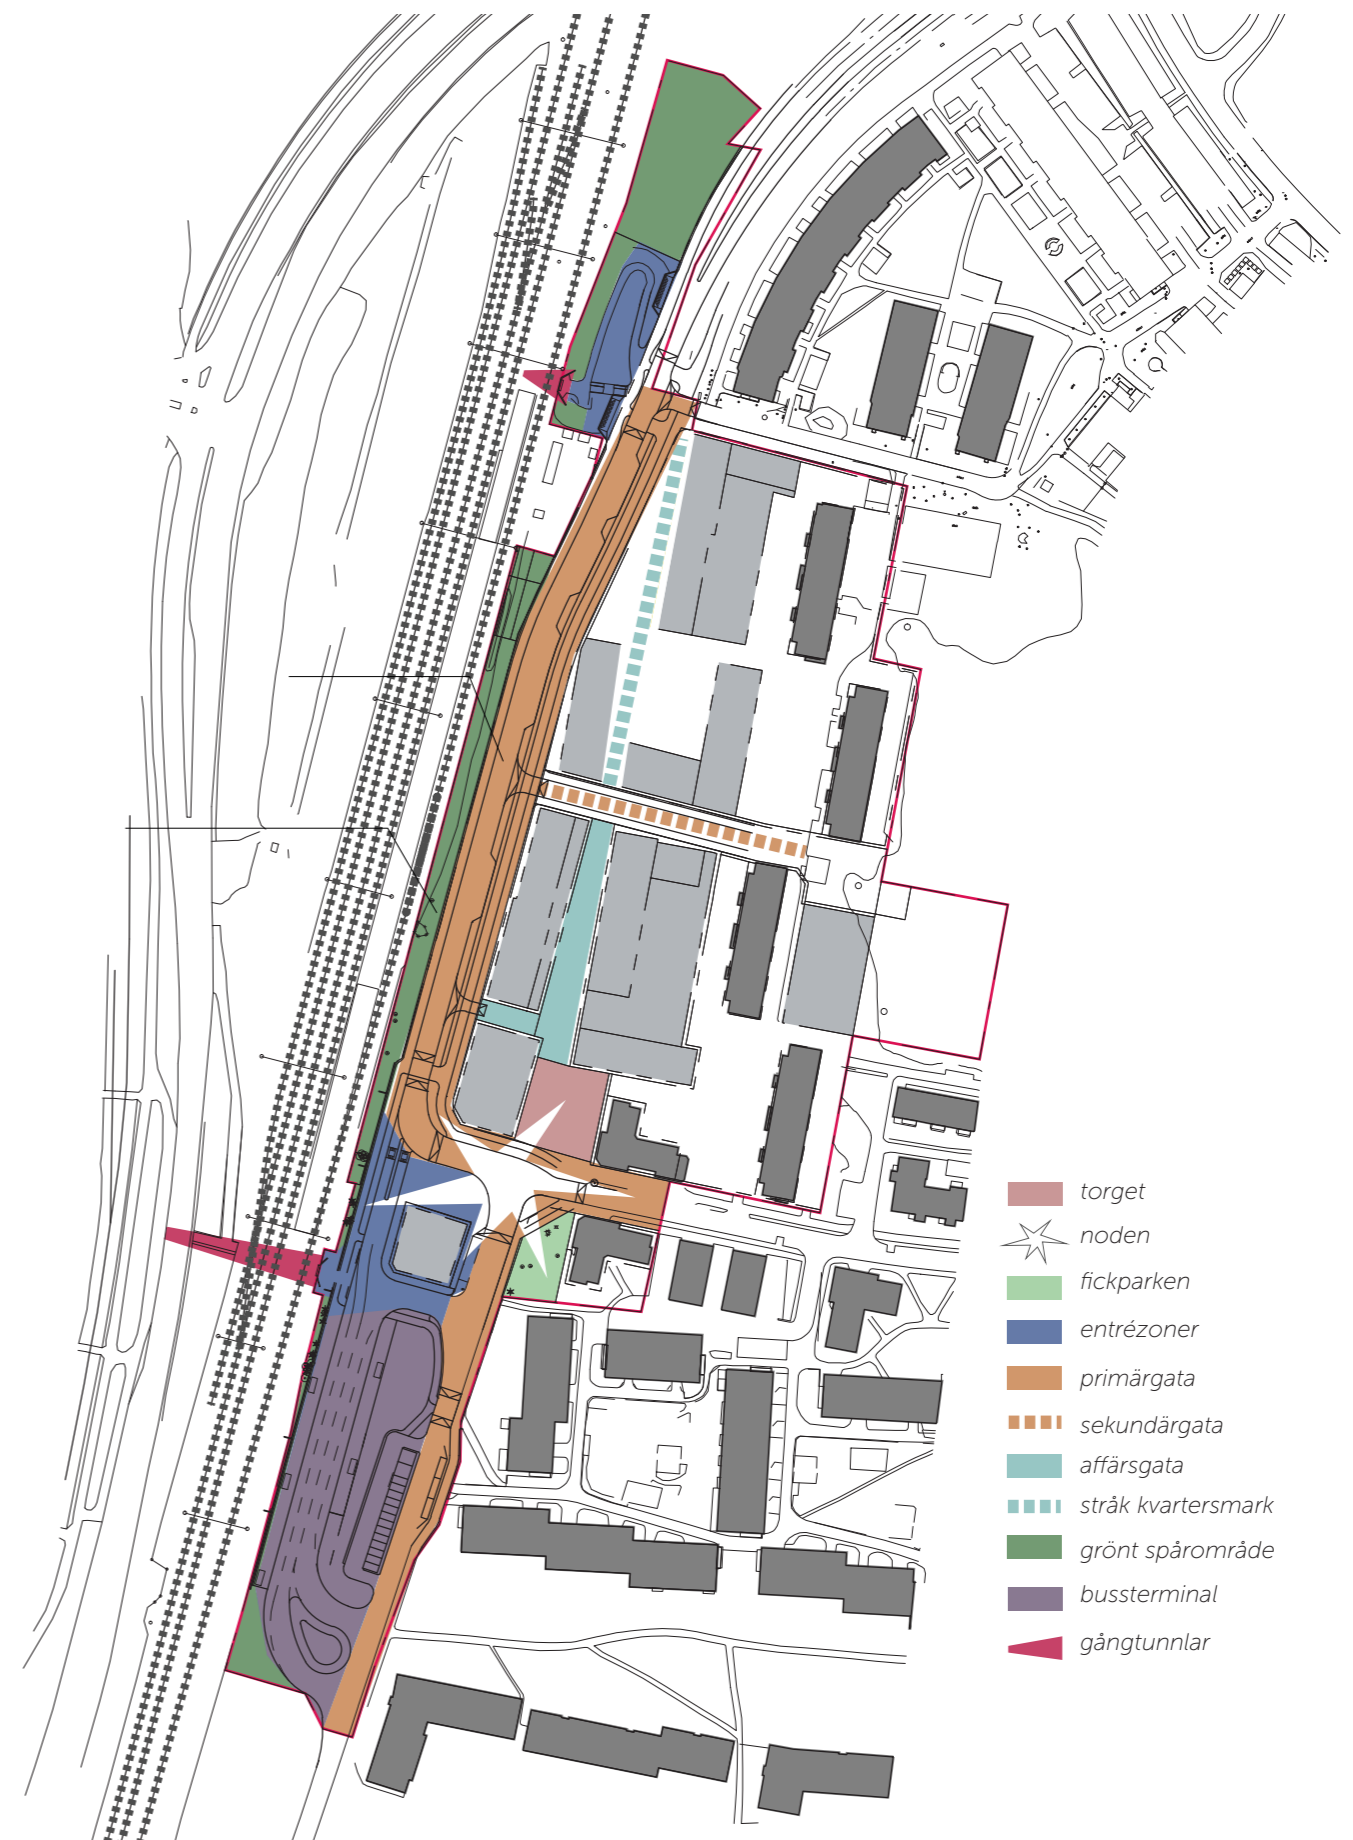 torget
noden
fickparken
entrézoner
primärgata
sekundärgata
affärsgata
stråk kvartersmark
grönt spårområde
bussterminal
gångtunnlar